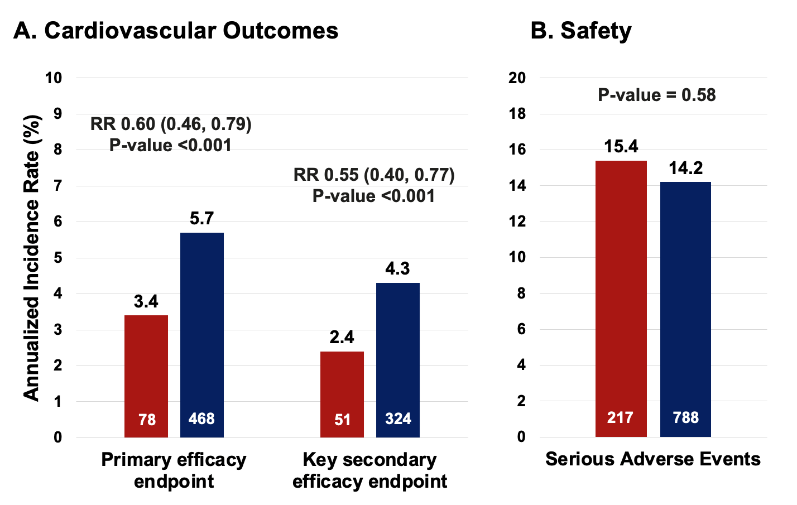 A. Cardiovascular Outcomes
Annualized Incidence Rate (%)
10
9
8
7
6
5
4
3
2
1
0
RR 0.60 (0.46, 0.79)
P-value <0.001
RR 0.55 (0.40, 0.77)
P-value <0.001
3.4
5.7
2.4
4.3
78
468
51
324
Primary efficacy
endpoint
Key secondary
efficacy endpoint
B. Safety
20
18
16
14
12
10
8
6
4
2
0
P-value = 0.58
15.4
14.2
217
788
Serious Adverse Events